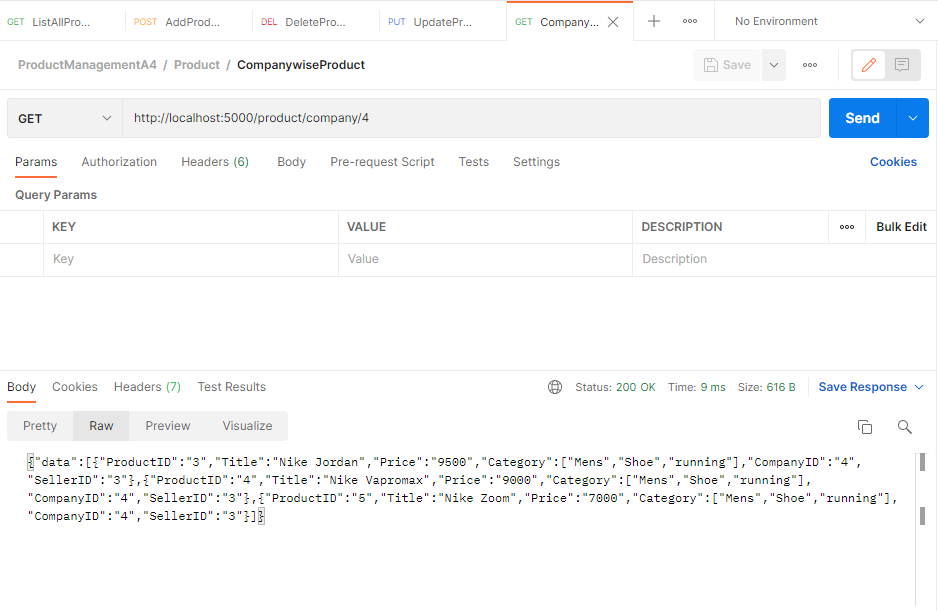 GET ListAllPro... POST AddProd... DEL DeletePro... PUT UpdatePr... GET Company... No Environment
ProductManagementA4 / Product / CompanywiseProduct Save
GET http://localhost:5000/product/company/4 Send
Params Authorization Headers (6) Body Pre-request Script Tests Settings Cookies
Query Params
KEY VALUE DESCRIPTION Bulk Edit
Key Value Description
Body Cookies Headers (7) Test Results Status: 200 OK Time: 9 ms Size: 616 B Save Response
Pretty Raw Preview Visualize
{"data":[{"ProductID":"3","Title":"Nike Jordan","Price":"9500","Category":["Mens","Shoe","running"],"CompanyID":"4",
"SellerID":"3"},{"ProductID":"4","Title":"Nike Vapromax","Price":"9000","Category":["Mens","Shoe","running"],
"CompanyID":"4","SellerID":"3"},{"ProductID":"5","Title":"Nike Zoom","Price":"7000","Category":["Mens","Shoe","running"],
"CompanyID":"4","SellerID":"3"}]}